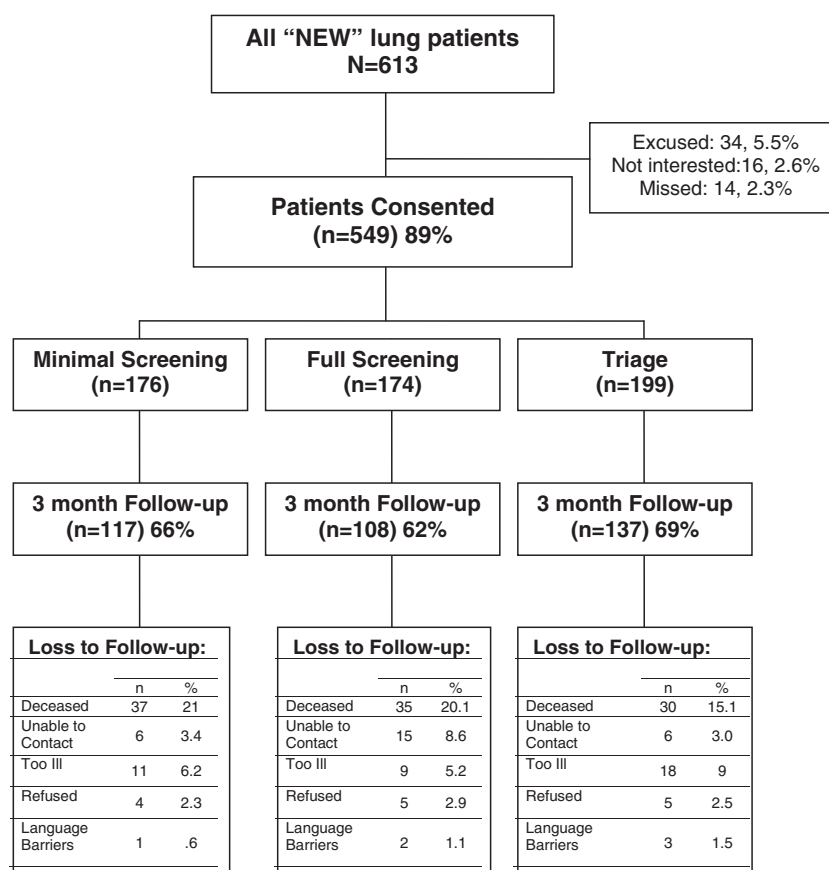 All “NEW” lung patients
N=613
Excused: 34, 5.5%
Not interested:16, 2.6%
Missed: 14, 2.3%
Patients Consented
(n=549) 89%
Minimal Screening
(n=176)
Full Screening
(n=174)
Triage
(n=199)
3 month Follow-up
(n=117) 66%
3 month Follow-up
(n=108) 62%
3 month Follow-up
(n=137) 69%
Loss to Follow-up:
n %
Deceased 37 21
Unable to
Contact 6 3.4
Too Ill 11 6.2
Refused 4 2.3
Language
Barriers 1 .6
Loss to Follow-up:
n %
Deceased 35 20.1
Unable to
Contact 15 8.6
Too Ill 9 5.2
Refused 5 2.9
Language
Barriers 2 1.1
Loss to Follow-up:
n %
Deceased 30 15.1
Unable to
Contact 6 3.0
Too Ill 18 9
Refused 5 2.5
Language
Barriers 3 1.5